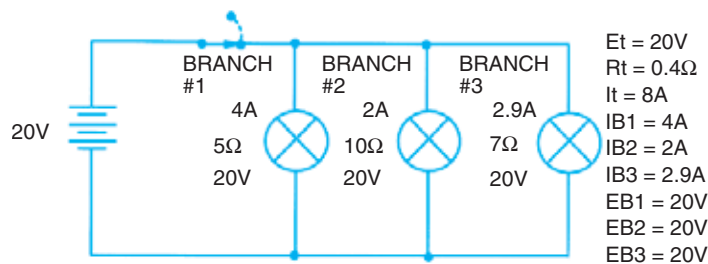 BRANCH #1
4A
5Ω
20V
BRANCH #2
2A
10Ω
20V
BRANCH #3
2.9A
7Ω
20V
20V
Et = 20V
Rt = 0.4Ω
It = 8A
IB1 = 4A
IB2 = 2A
IB3 = 2.9A
EB1 = 20V
EB2 = 20V
EB3 = 20V